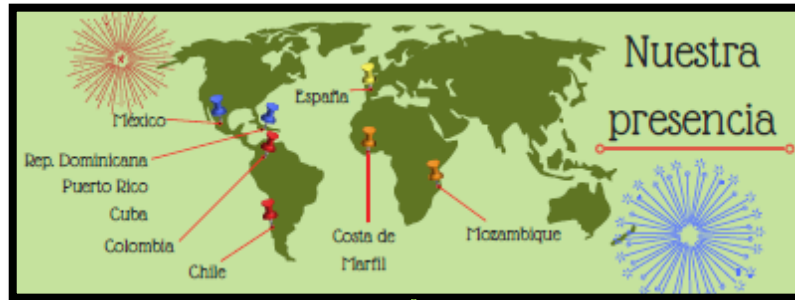 Nuestra
presencia
España
México
Rep. Dominicana
Puerto Rico
Cuba
Colombia
Chile
Costa de
Marfil
Mozambique